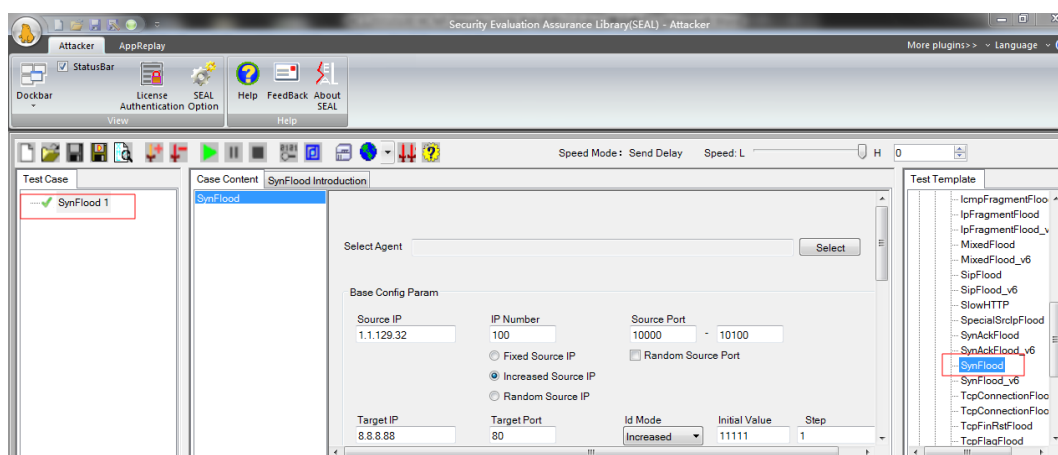 Security Evaluation Assurance Library(SEAL) - Attacker
Attacker AppReplay More plugins>> Language
StatusBar
Dockbar License Authentication SEAL Option Help FeedBack About SEAL
View Help
Speed Mode: Send Delay Speed: L H 0
Test Case Case Content SynFlood Introduction Test Template
SynFlood 1
SynFlood
Select Agent Select
Base Config Param
Source IP IP Number Source Port
1.1.129.32 100 10000 - 10100
Fixed Source IP Random Source Port
Increased Source IP
Random Source IP
Target IP Target Port Id Mode Initial Value Step
8.8.8.88 80 Increased 11111 1
IcmpFragmentFloo
IpFragmentFlood
IpFragmentFlood_v
MixedFlood
MixedFlood_v6
SipFlood
SipFlood_v6
SlowHTTP
SpecialSrcIpFlood
SynAckFlood
SynAckFlood_v6
SynFlood
SynFlood_v6
TcpConnectionFloo
TcpConnectionFloo
TcpFinRstFlood
TcpFlagFlood